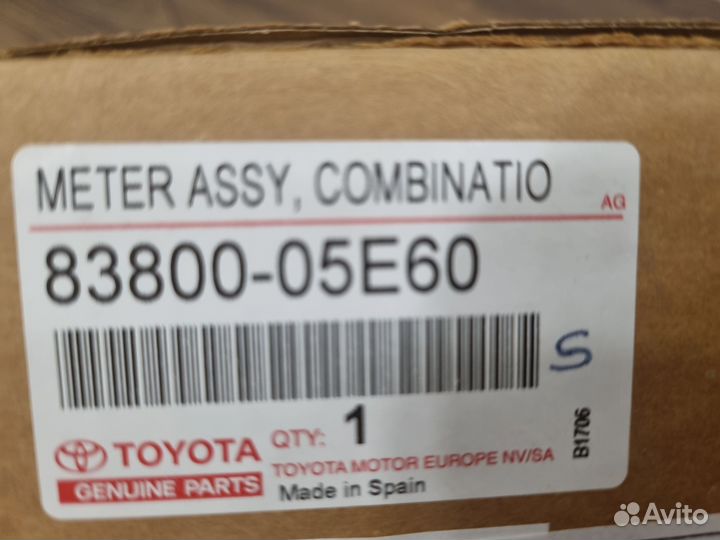 METER ASSY, COMBINATIO
AG
83800-05E60
S
TOYOTA
GENUINE PARTS
QTY: 1
TOYOTA MOTOR EUROPE NV/SA
Made in Spain
B1706
Avito